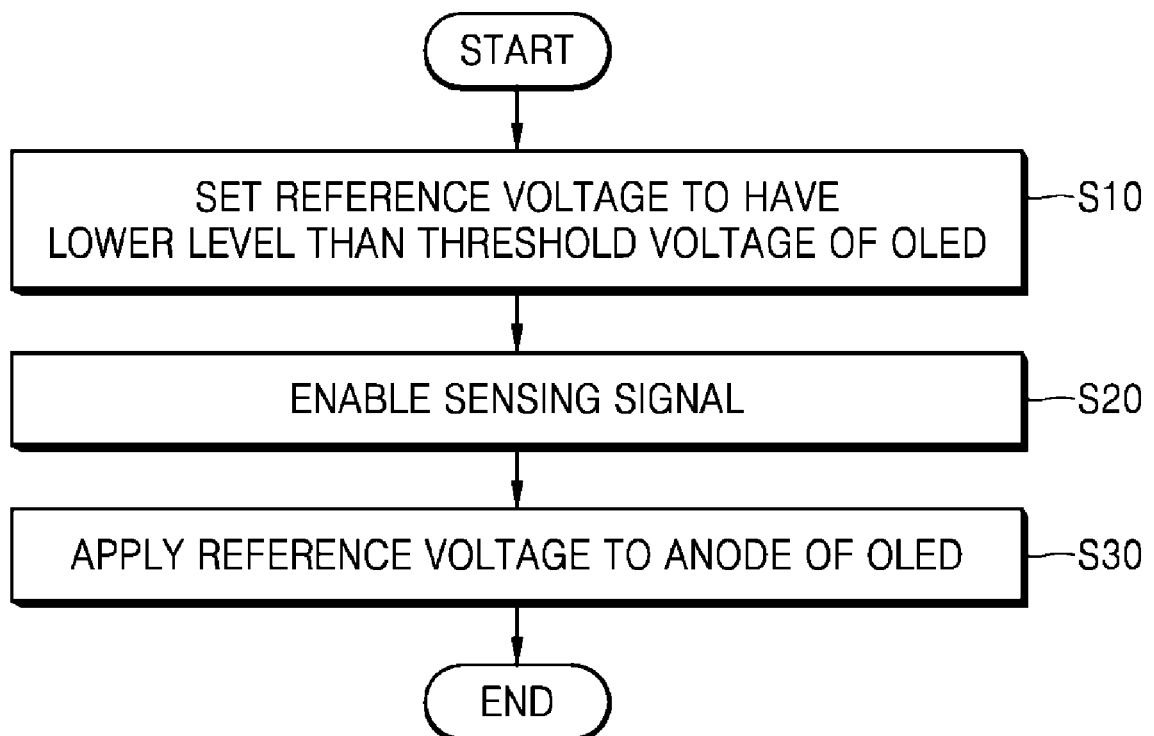 START
SET REFERENCE VOLTAGE TO HAVE
LOWER LEVEL THAN THRESHOLD VOLTAGE OF OLED
S10
ENABLE SENSING SIGNAL
S20
APPLY REFERENCE VOLTAGE TO ANODE OF OLED
S30
END